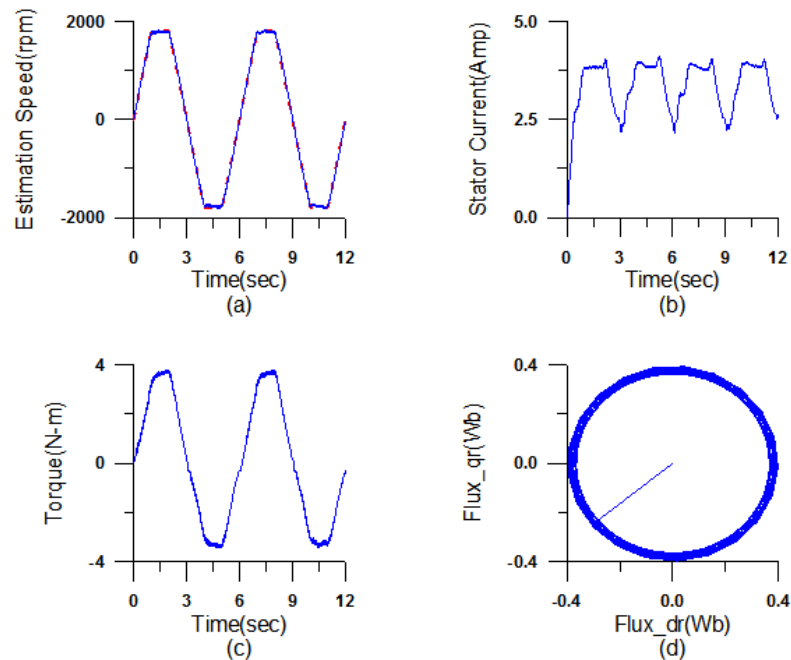 2000
0
-2000
Estimation Speed(rpm)
0 3 6 9 12
Time(sec)
(a)
5.0
2.5
0.0
Stator Current(Amp)
0 3 6 9 12
Time(sec)
(b)
4
0
-4
Torque(N-m)
0 3 6 9 12
Time(sec)
(c)
0.4
0.0
-0.4
Flux_qr(Wb)
-0.4 0.0 0.4
Flux_dr(Wb)
(d)